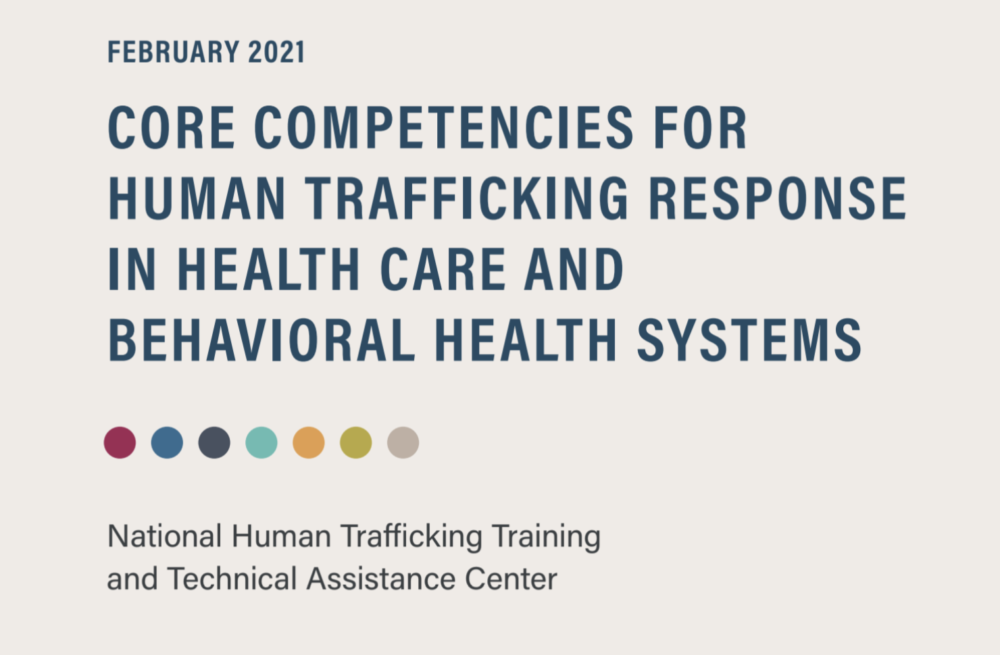 FEBRUARY 2021
CORE COMPETENCIES FOR
HUMAN TRAFFICKING RESPONSE
IN HEALTH CARE AND
BEHAVIORAL HEALTH SYSTEMS
National Human Trafficking Training
and Technical Assistance Center